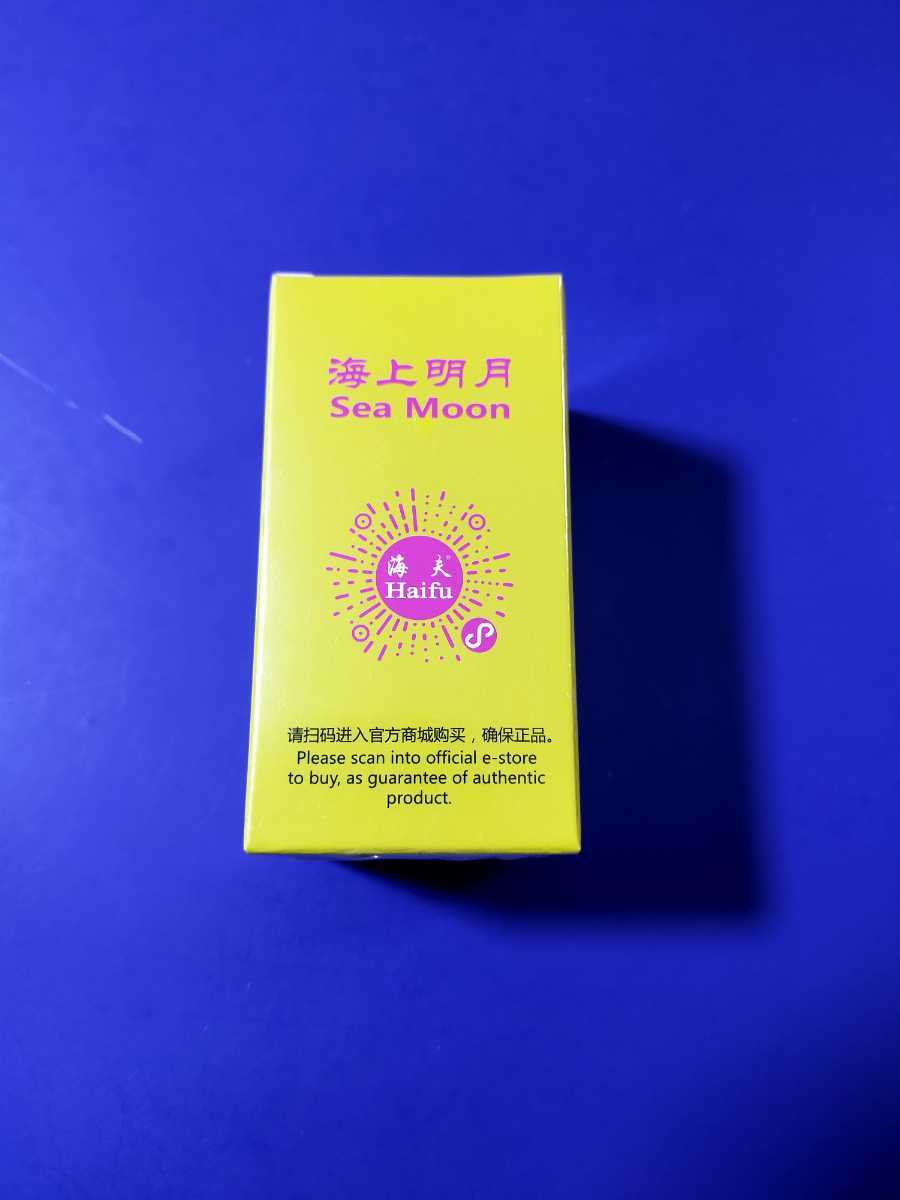 海上明月
Sea Moon
海夫®
Haifu
请扫码进入官方商城购买，确保正品。
Please scan into official e-store
to buy, as guarantee of authentic
product.